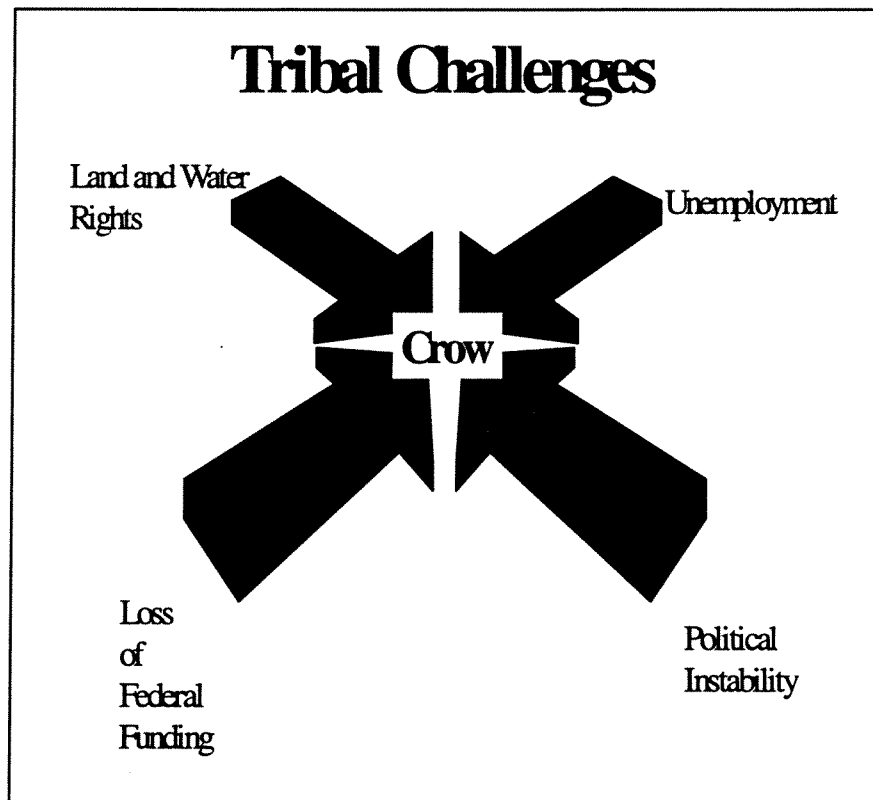 Tribal Challenges
Land and Water
Rights
Unemployment
Crow
Loss
of
Federal
Funding
Political
Instability